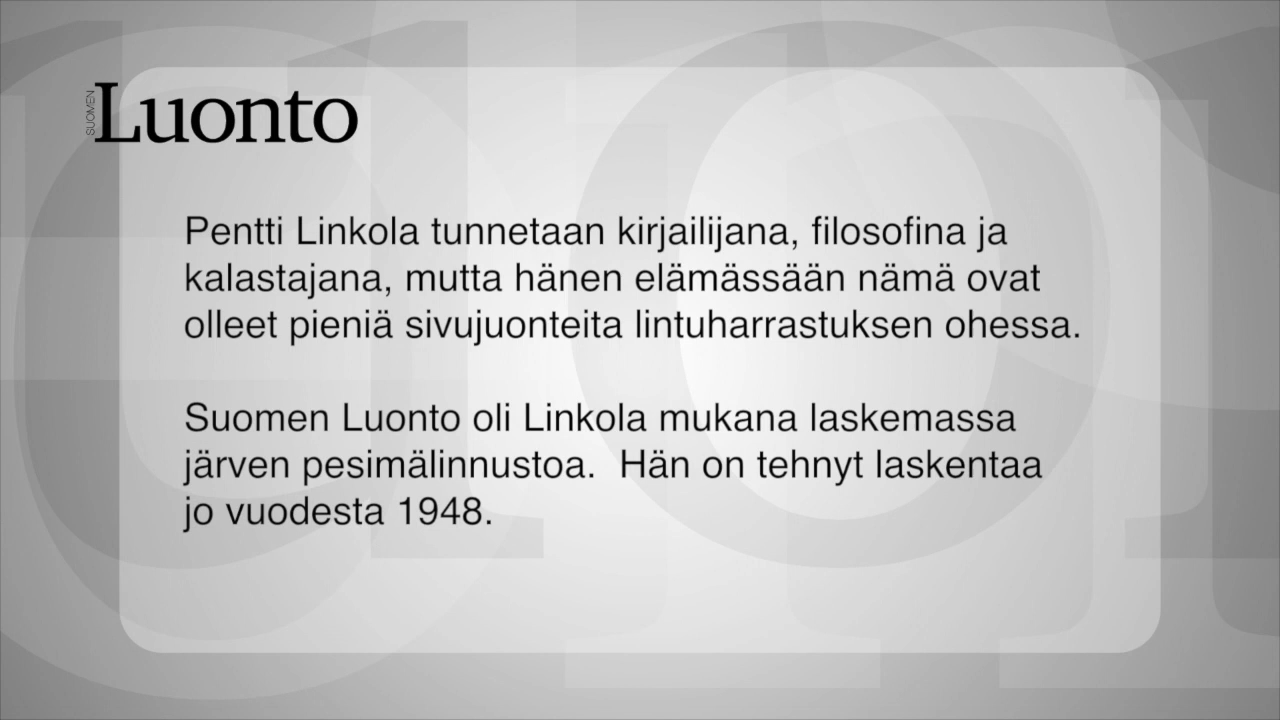 SUOMEN
Luonto
Pentti Linkola tunnetaan kirjailijana, filosofina ja
kalastajana, mutta hänen elämässään nämä ovat
olleet pieniä sivujuonteita lintuharrastuksen ohessa.
Suomen Luonto oli Linkola mukana laskemassa
järven pesimälinnustoa.  Hän on tehnyt laskentaa
jo vuodesta 1948.